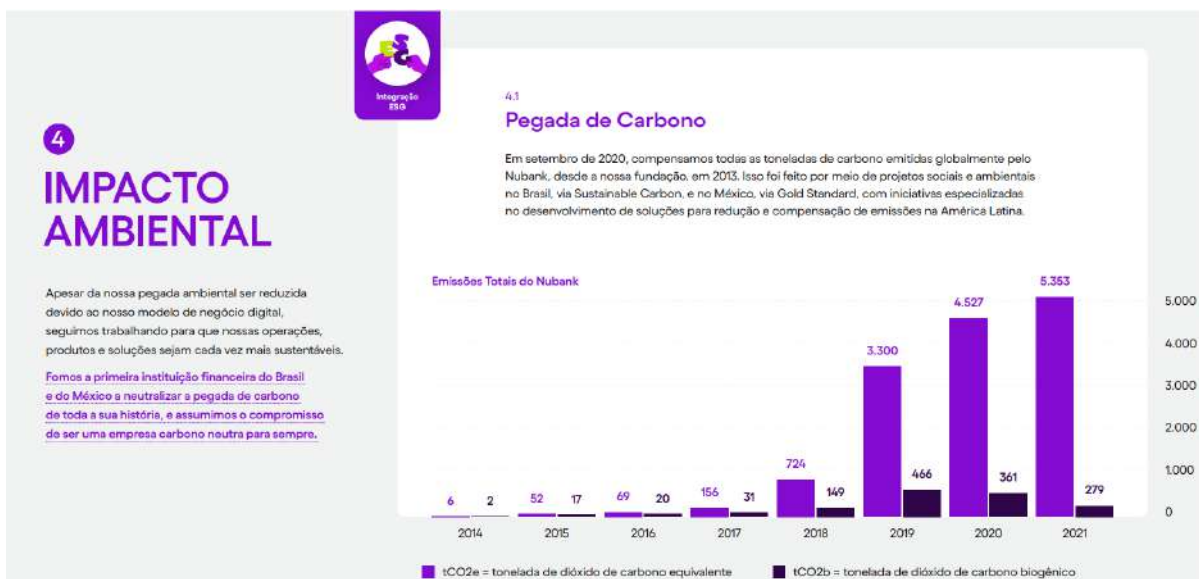 ESG
Integração
ESG
4
IMPACTO
AMBIENTAL
Apesar da nossa pegada ambiental ser reduzida
devido ao nosso modelo de negócio digital,
seguimos trabalhando para que nossas operações,
produtos e soluções sejam cada vez mais sustentáveis.
Fomos a primeira instituição financeira do Brasil
e do México a neutralizar a pegada de carbono
de toda a sua história, e assumimos o compromisso
de ser uma empresa carbono neutra para sempre.
4.1
Pegada de Carbono
Em setembro de 2020, compensamos todas as toneladas de carbono emitidas globalmente pelo
Nubank, desde a nossa fundação, em 2013. Isso foi feito por meio de projetos sociais e ambientais
no Brasil, via Sustainable Carbon, e no México, via Gold Standard, com iniciativas especializadas
no desenvolvimento de soluções para redução e compensação de emissões na América Latina.
Emissões Totais do Nubank
6 2 52 17 69 20 156 31 724 149 3.300 466 4.527 361 5.353 279
5.000
4.000
3.000
2.000
1.000
0
2014 2015 2016 2017 2018 2019 2020 2021
tCO2e = tonelada de dióxido de carbono equivalente tCO2b = tonelada de dióxido de carbono biogênico